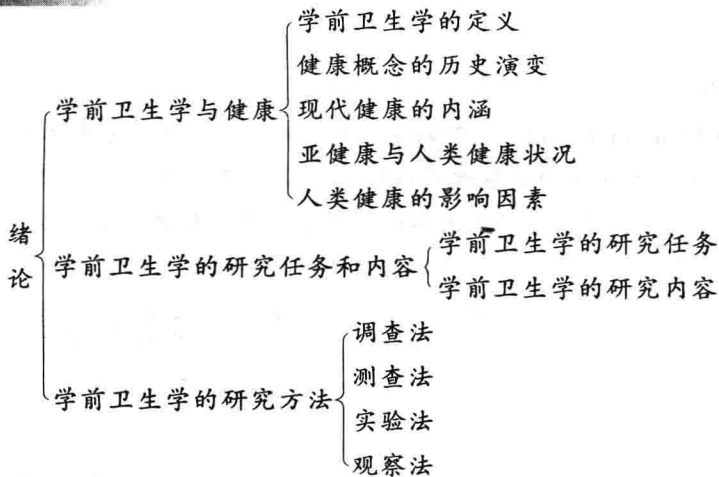 绪论
学前卫生学与健康
学前卫生学的定义
健康概念的历史演变
现代健康的内涵
亚健康与人类健康状况
人类健康的影响因素
学前卫生学的研究任务和内容
学前卫生学的研究任务
学前卫生学的研究内容
学前卫生学的研究方法
调查法
测查法
实验法
观察法